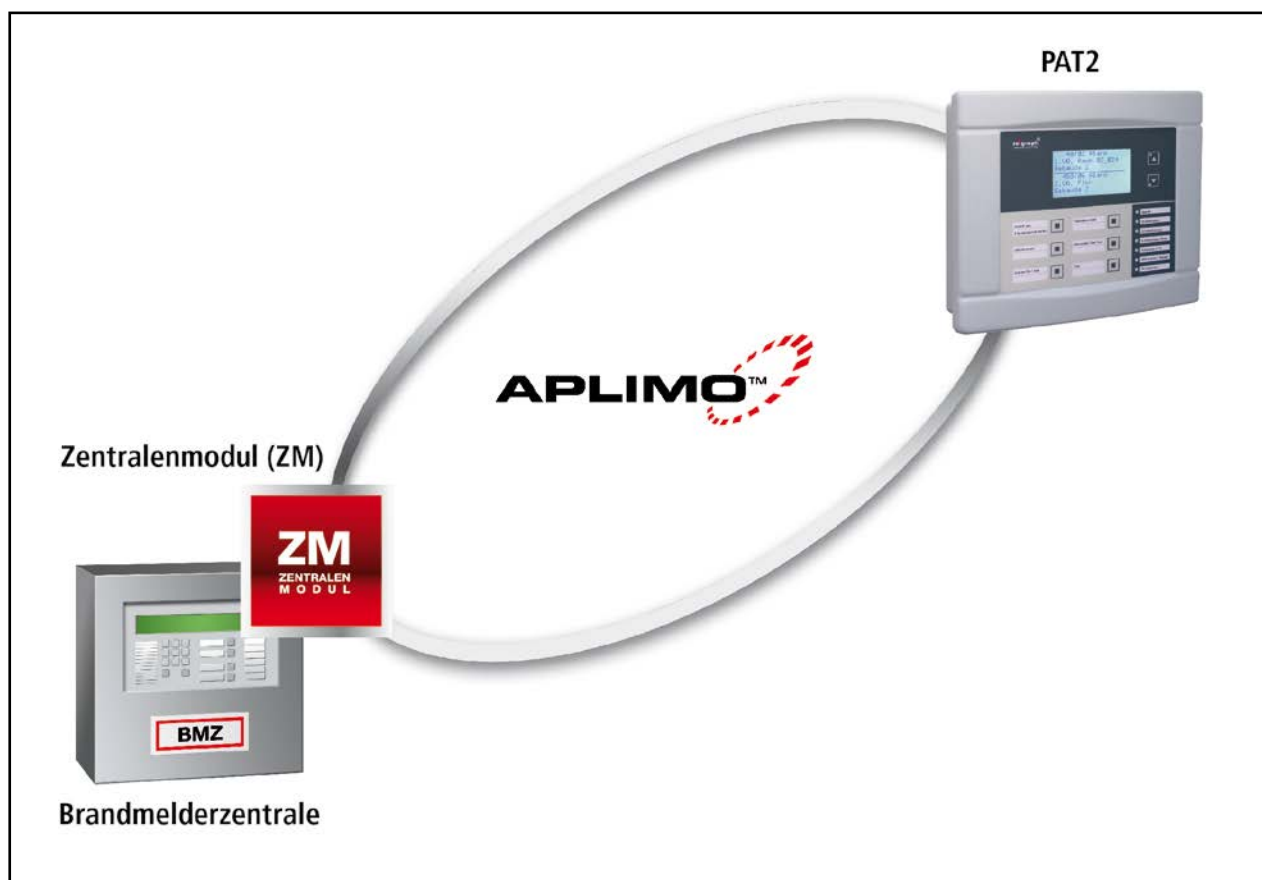 PAT2
APLIMO™
Zentralenmodul (ZM)
ZM
ZENTRALEN
MODUL
BMZ
Brandmelderzentrale